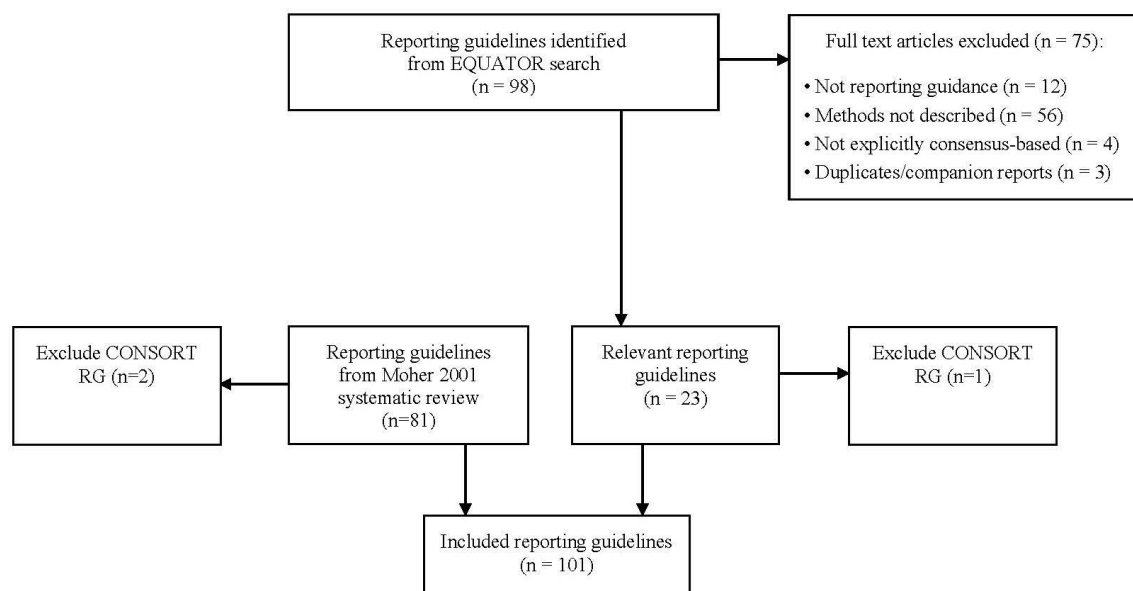 Reporting guidelines identified
from EQUATOR search
(n = 98)
Full text articles excluded (n = 75):
• Not reporting guidance (n = 12)
• Methods not described (n = 56)
• Not explicitly consensus-based (n = 4)
• Duplicates/companion reports (n = 3)
Exclude CONSORT
RG (n=2)
Reporting guidelines
from Moher 2001
systematic review
(n=81)
Relevant reporting
guidelines
(n = 23)
Exclude CONSORT
RG (n=1)
Included reporting guidelines
(n = 101)